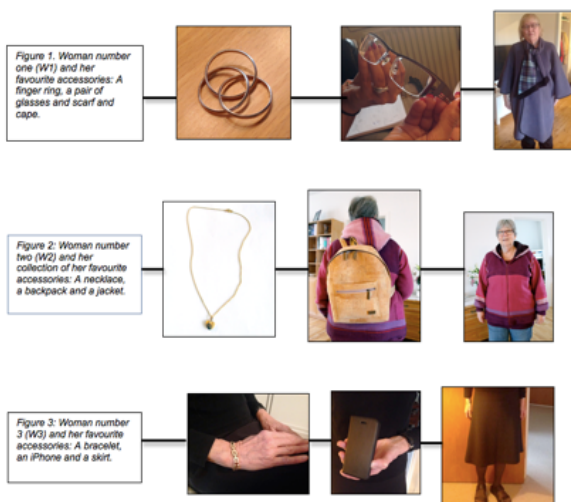 Figure 1. Woman number
one (W1) and her
favourite accessories: A
finger ring, a pair of
glasses and scarf and
cape.
Figure 2: Woman number
two (W2) and her
collection of her favourite
accessories: A necklace,
a backpack and a jacket.
Figure 3: Woman number
3 (W3) and her favourite
accessories: A bracelet,
an iPhone and a skirt.